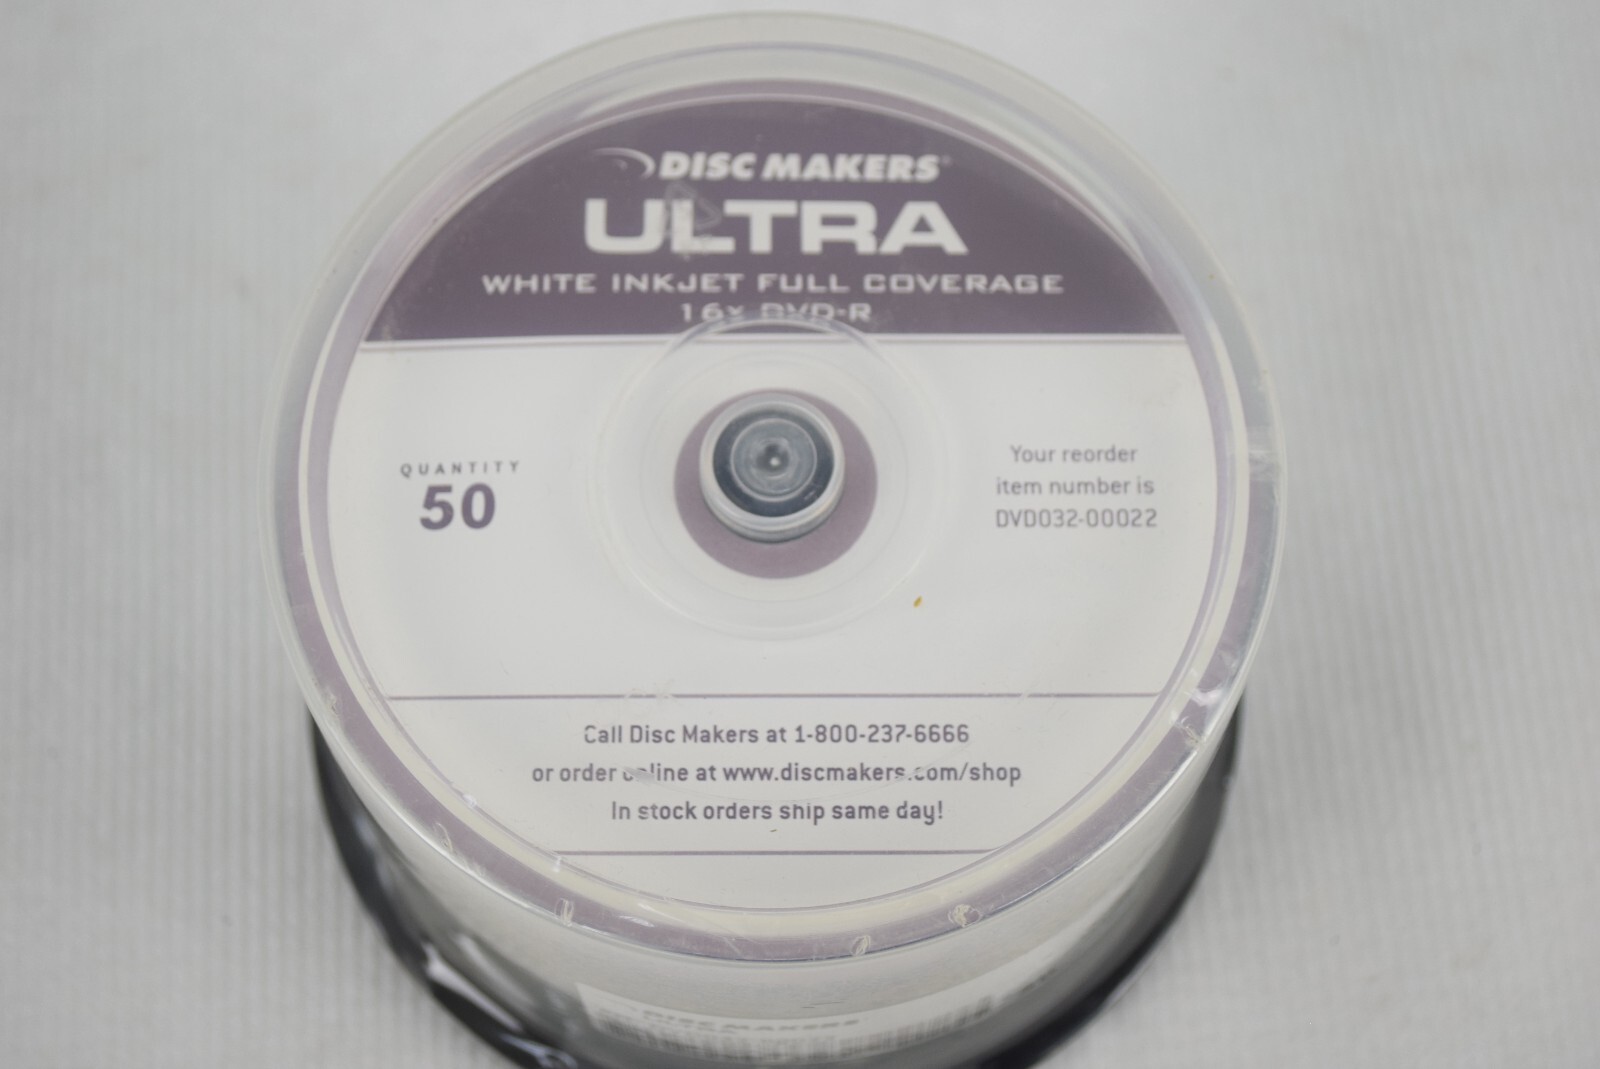 DISC MAKERS®
ULTRA
WHITE INKJET FULL COVERAGE
16x DVD-R
QUANTITY
50
Your reorder
item number is
DVD032-00022
Call Disc Makers at 1-800-237-6666
or order online at www.discmakers.com/shop
In stock orders ship same day!
DISC MAKERS